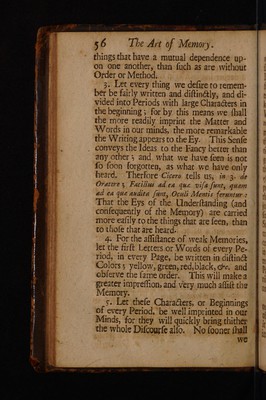 56 The Art of Memory.
things that have a mutual dependence up-
on one another, than such as are without
Order or Method.
3. Let every thing we desire to remem-
ber be fairly written and distinctly, and di-
vided into Periods with large Characters in
the beginning; for by this means we shall
the more readily imprint the Matter and
Words in our minds, the more remarkable
the Writing appears to the Ey. This Sense
conveys the Ideas to the Fancy better than
any other; and what we have seen is not
so soon forgotten, as what we have only
heard. Therfore Cicero tells us, in 3. de
Oratore; Facilius ad ea quæ visa sunt, quam
ad ea quæ audita sunt, Oculi Mentis feruntur.
That the Eys of the Understanding (and
consequently of the Memory) are carried
more easily to the things that are seen, than
to those that are heard.
4. For the assistance of weak Memories,
let the first Letters or Words of every Pe-
riod, in every Page, be written in distinct
Colors; yellow, green, red, black, &c. and
observe the same order. This will make a
greater impression, and very much assist the
Memory.
5. Let these Characters, or Beginnings
of every Period, be well imprinted in our
Minds, for they will quickly bring thither
the whole Discourse also. No sooner shall
we